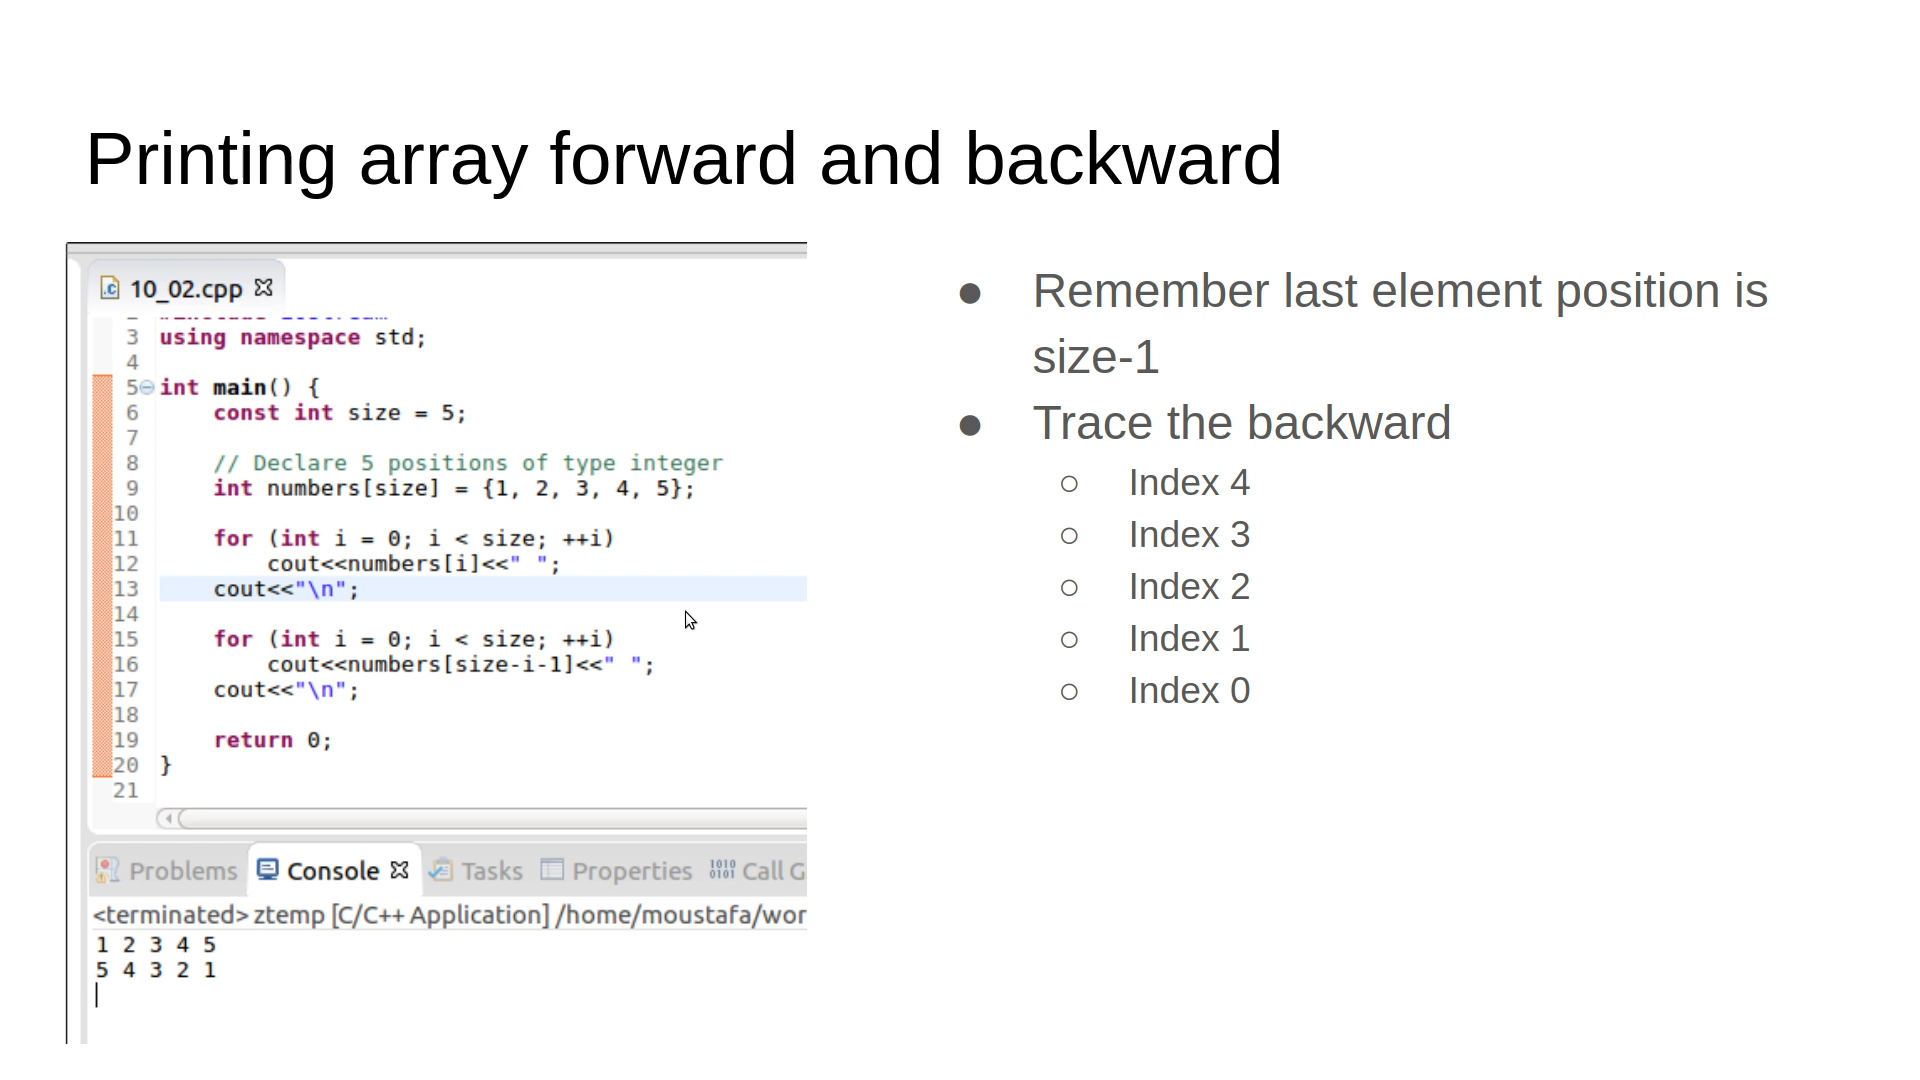 Printing array forward and backward
10_02.cpp
3 using namespace std;
4
5 int main() {
6 const int size = 5;
7
8 // Declare 5 positions of type integer
9 int numbers[size] = {1, 2, 3, 4, 5};
10
11 for (int i = 0; i < size; ++i)
12 cout<<numbers[i]<<" ";
13 cout<<"\n";
14
15 for (int i = 0; i < size; ++i)
16 cout<<numbers[size-i-1]<<" ";
17 cout<<"\n";
18
19 return 0;
20 }
21
Problems Console Tasks Properties Call G
<terminated> ztemp [C/C++ Application] /home/moustafa/wor
1 2 3 4 5
5 4 3 2 1
● Remember last element position is
size-1
● Trace the backward
○ Index 4
○ Index 3
○ Index 2
○ Index 1
○ Index 0